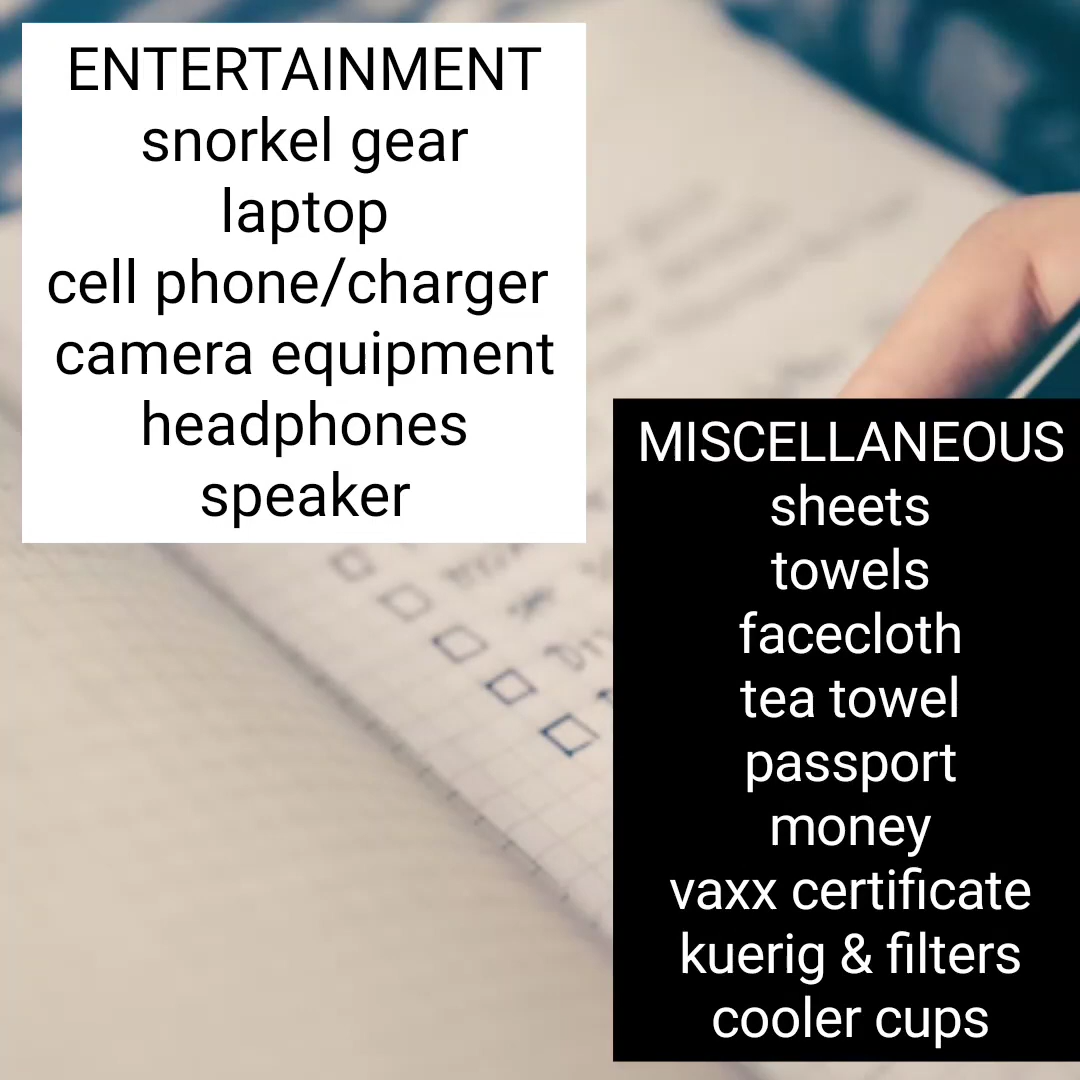 ENTERTAINMENT
snorkel gear
laptop
cell phone/charger
camera equipment
headphones
speaker
MISCELLANEOUS
sheets
towels
facecloth
tea towel
passport
money
vaxx certificate
kuerig & filters
cooler cups